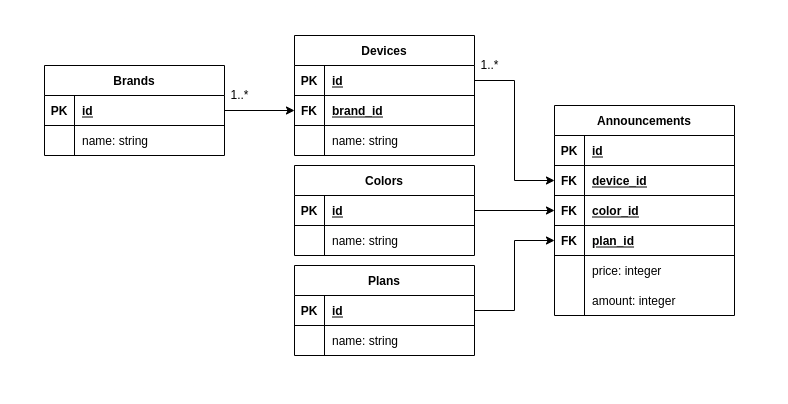 Brands
PK id
name: string
1..*
Devices
PK id
FK brand_id
name: string
1..*
Colors
PK id
name: string
Plans
PK id
name: string
Announcements
PK id
FK device_id
FK color_id
FK plan_id
price: integer
amount: integer